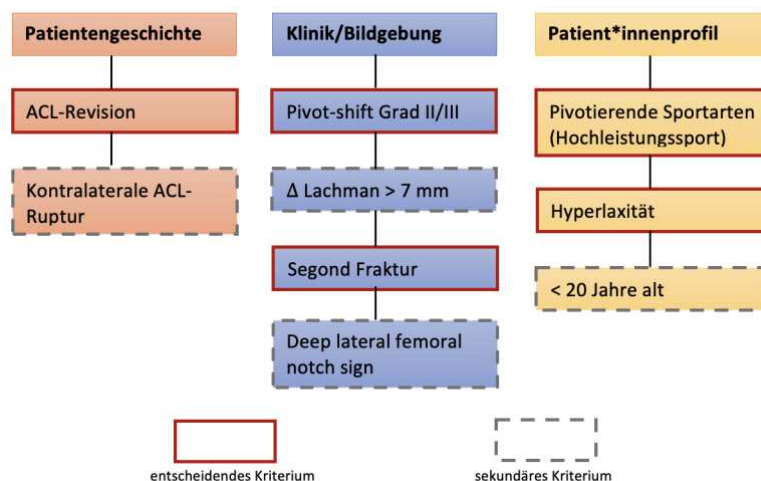 Patientengeschichte
ACL-Revision
Kontralaterale ACL-
Ruptur
Klinik/Bildgebung
Pivot-shift Grad II/III
Δ Lachman > 7 mm
Segond Fraktur
Deep lateral femoral
notch sign
Patient*innenprofil
Pivotierende Sportarten
(Hochleistungssport)
Hyperlaxität
< 20 Jahre alt
entscheidendes Kriterium
sekundäres Kriterium